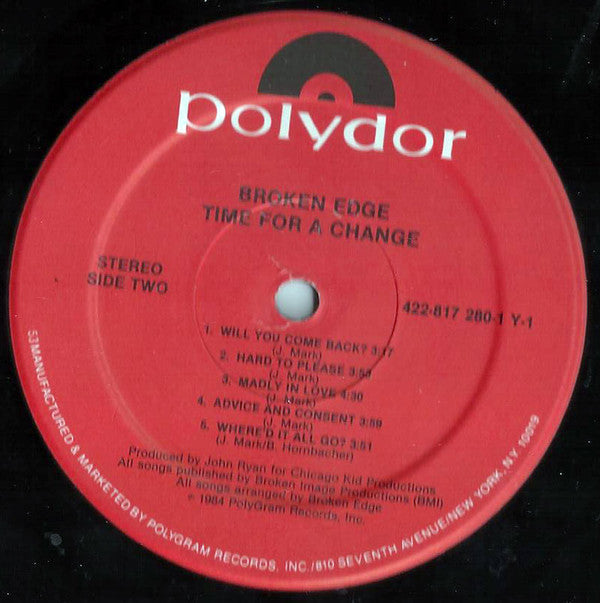 polydor
BROKEN EDGE
TIME FOR A CHANGE
STEREO
SIDE TWO
422-817 280-1 Y-1
1. WILL YOU COME BACK? 3:17
(J. Mark)
2. HARD TO PLEASE 3:53
(J. Mark)
3. MADLY IN LOVE 4:30
(J. Mark)
4. ADVICE AND CONSENT 3:59
(J. Mark)
5. WHERE'D IT ALL GO? 3:51
(J. Mark/B. Hornbacher)
Produced by John Ryan for Chicago Kid Productions
All songs published by Broken Image Productions (BMI)
All songs arranged by Broken Edge
℗ 1984 PolyGram Records, Inc.
53 MANUFACTURED & MARKETED BY POLYGRAM RECORDS, INC./810 SEVENTH AVENUE/NEW YORK, NY 10019